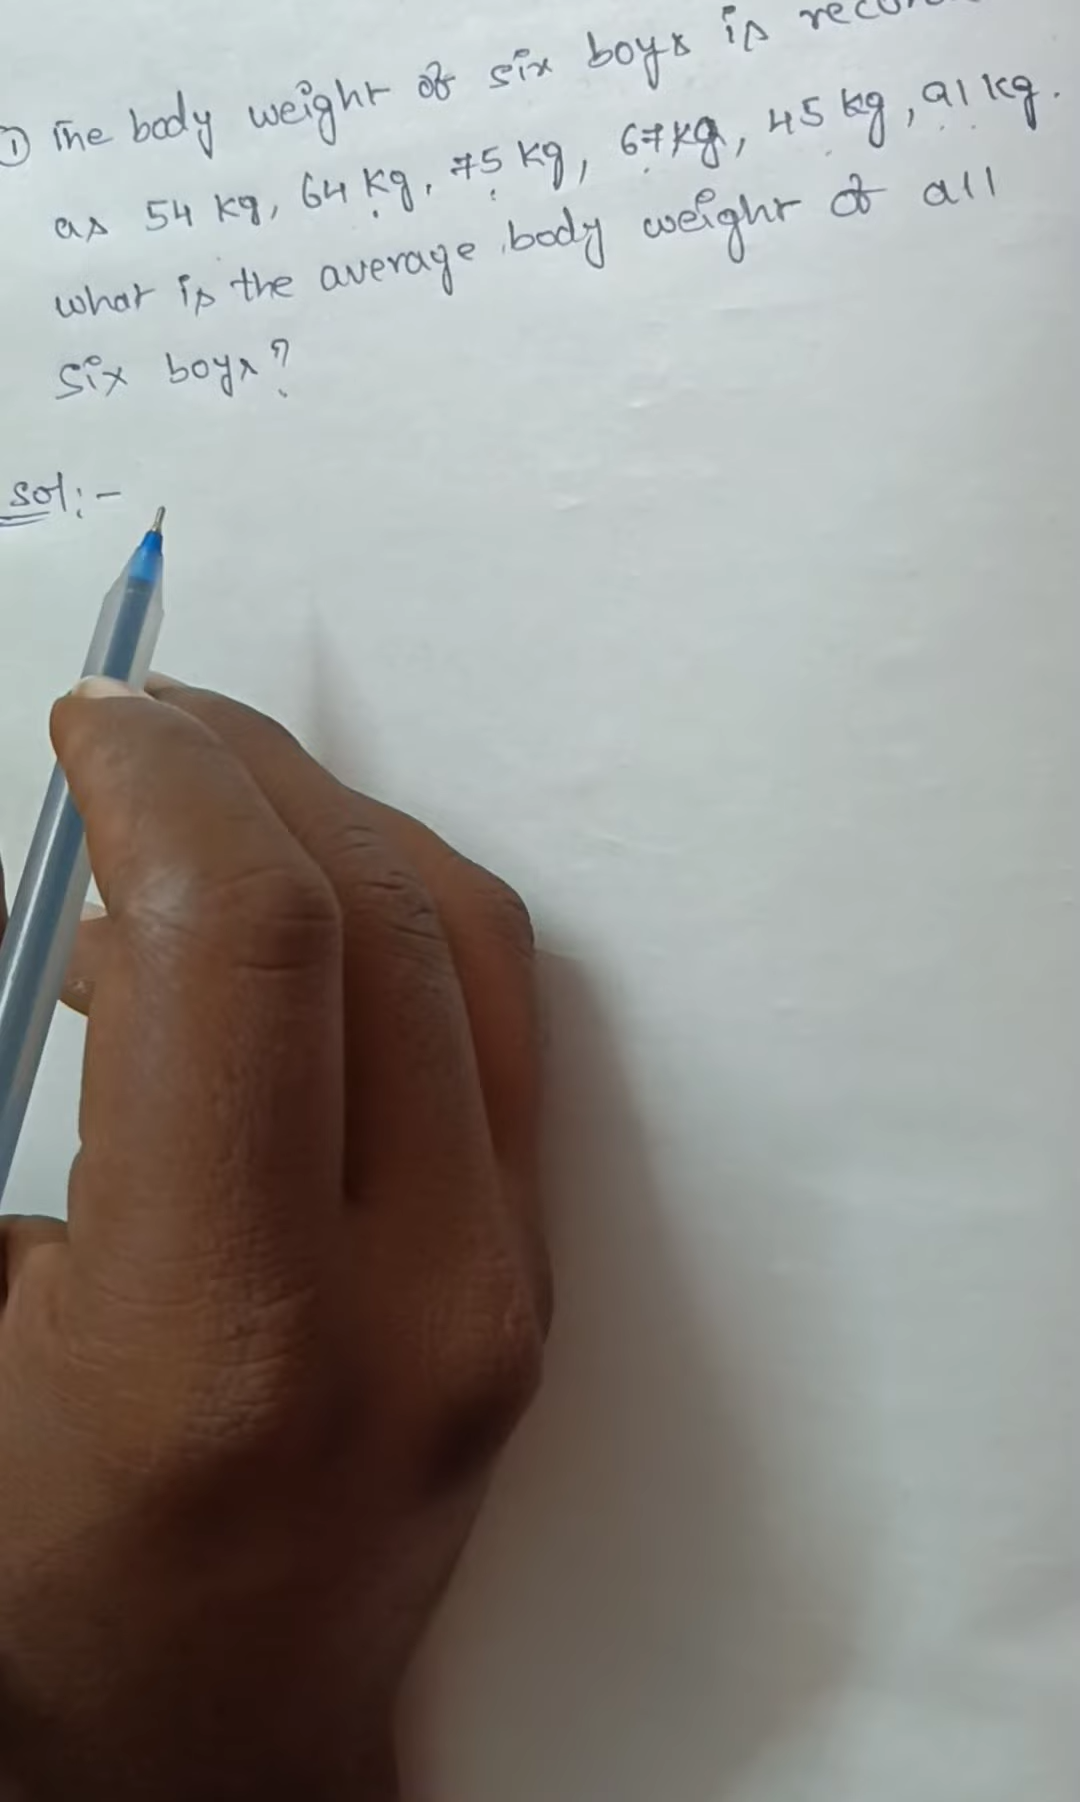 ① The body weight of six boys is
as 54 kg, 64 kg, 75 kg, 67 kg, 45 kg, 91 kg.
what is the average body weight of all
six boys?
Sol:-